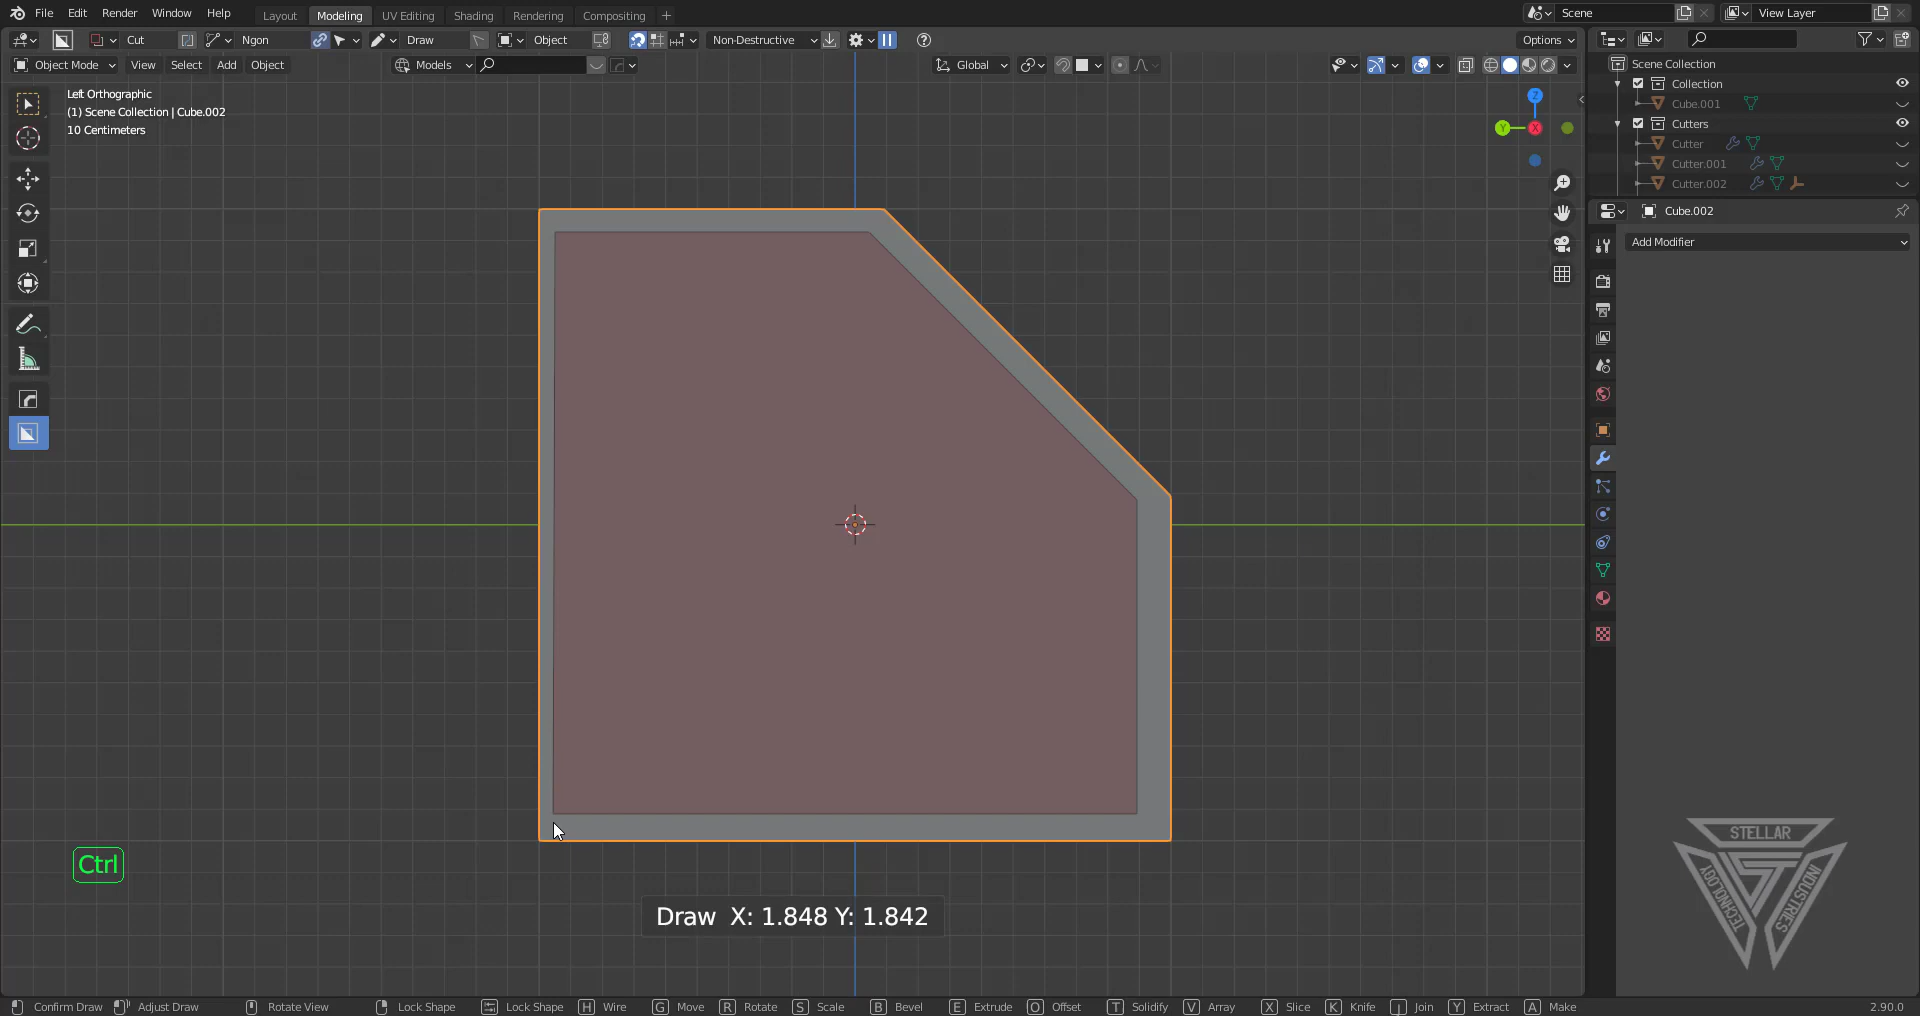 File Edit Render Window Help Layout Modeling UV Editing Shading Rendering Compositing + Scene View Layer
Cut Ngon Draw Object Non-Destructive Options
Object Mode View Select Add Object Models Global
Left Orthographic
(1) Scene Collection | Cube.002
10 Centimeters
Z
Y
X
Scene Collection
Collection
Cube.001
Cutters
Cutter
Cutter.001
Cutter.002
Cube.002
Add Modifier
Ctrl
Draw X: 1.848 Y: 1.842
STELLAR
TECHNOLOGY
INDUSTRIES
Confirm Draw Adjust Draw Rotate View Lock Shape Lock Shape H Wire G Move R Rotate S Scale B Bevel E Extrude O Offset T Solidify V Array X Slice K Knife J Join Y Extract A Make 2.90.0